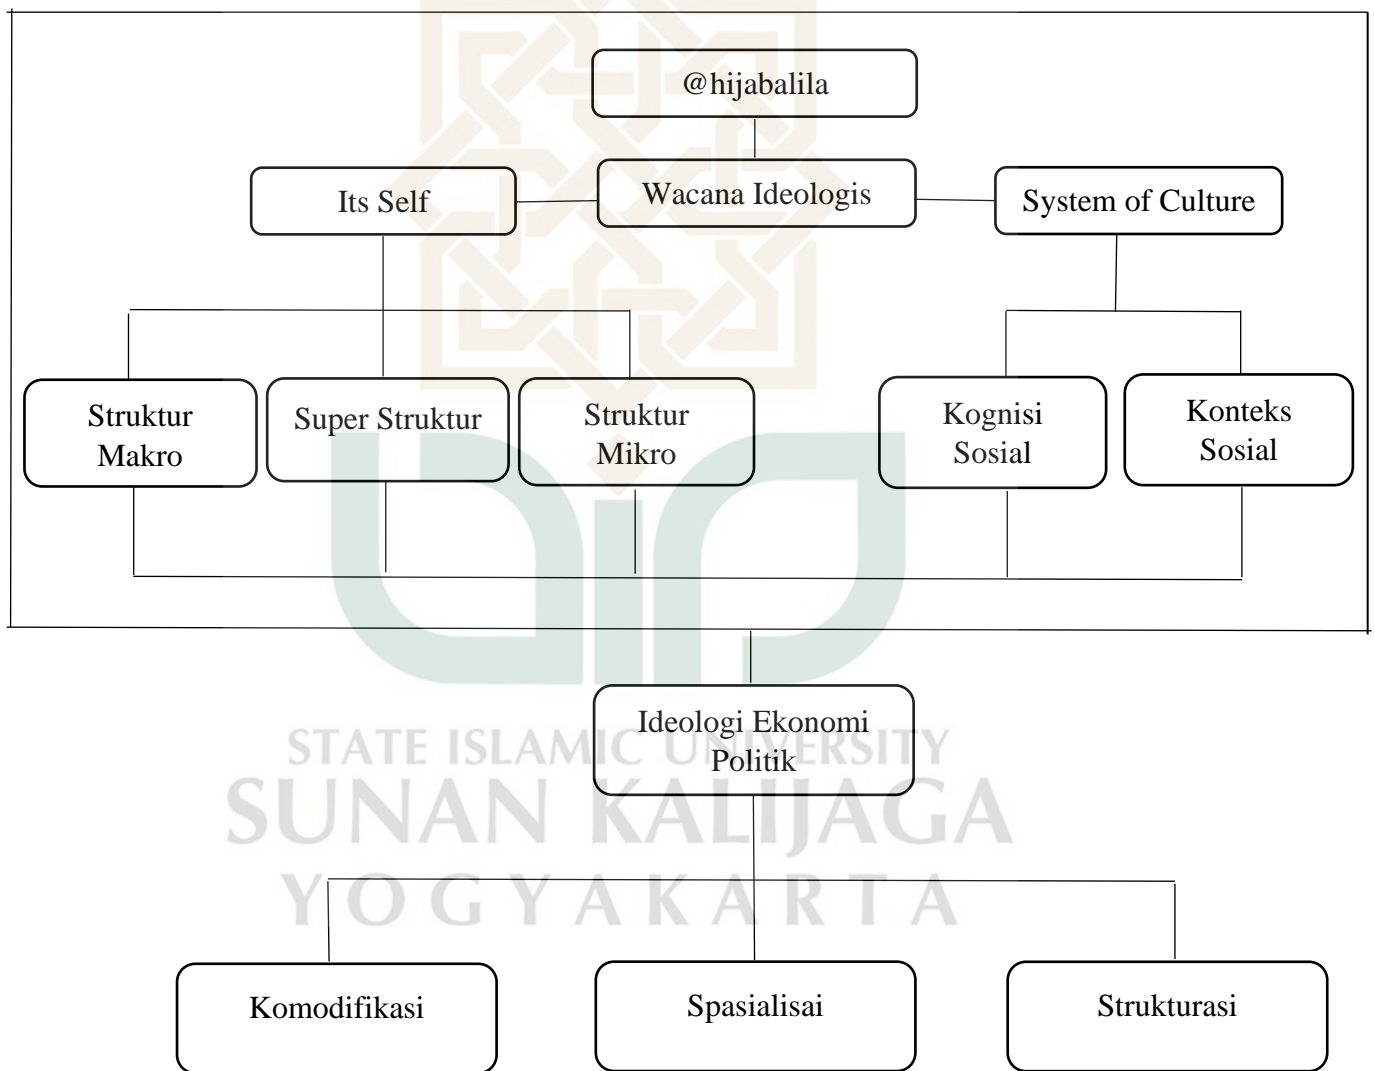 @hijabalila
Its Self
Wacana Ideologis
System of Culture
Struktur
Makro
Super Struktur
Struktur
Mikro
Kognisi
Sosial
Konteks
Sosial
Ideologi Ekonomi
Politik
STATE ISLAMIC UNIVERSITY
SUNAN KALIJAGA
YOGYAKARTA
Komodifikasi
Spasialisai
Strukturasi